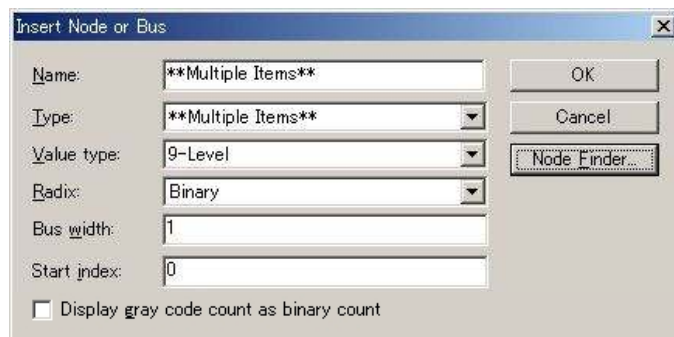 Insert Node or Bus
Name: **Multiple Items** OK
Type: **Multiple Items** Cancel
Value type: 9-Level Node Finder...
Radix: Binary
Bus width: 1
Start index: 0
Display gray code count as binary count